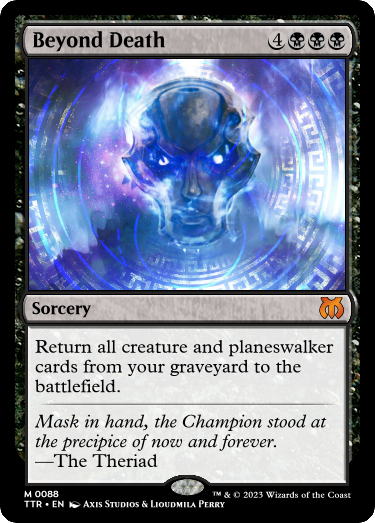 Beyond Death 4
Sorcery
Return all creature and planeswalker
cards from your graveyard to the
battlefield.
Mask in hand, the Champion stood at
the precipice of now and forever.
—The Theriad
M 0088
TTR • EN Axis Studios & Lioudmila Perry
™ & © 2023 Wizards of the Coast